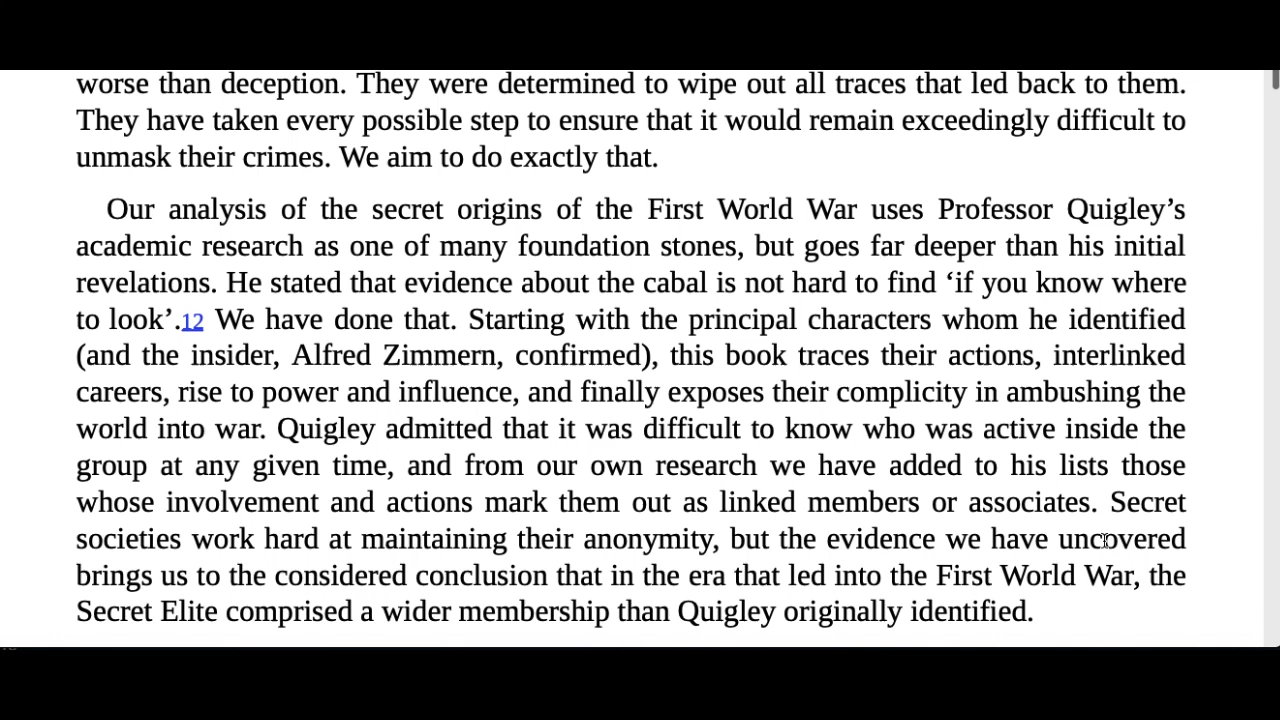 worse than deception. They were determined to wipe out all traces that led back to them.
They have taken every possible step to ensure that it would remain exceedingly difficult to
unmask their crimes. We aim to do exactly that.
Our analysis of the secret origins of the First World War uses Professor Quigley’s
academic research as one of many foundation stones, but goes far deeper than his initial
revelations. He stated that evidence about the cabal is not hard to find ‘if you know where
to look’.12 We have done that. Starting with the principal characters whom he identified
(and the insider, Alfred Zimmern, confirmed), this book traces their actions, interlinked
careers, rise to power and influence, and finally exposes their complicity in ambushing the
world into war. Quigley admitted that it was difficult to know who was active inside the
group at any given time, and from our own research we have added to his lists those
whose involvement and actions mark them out as linked members or associates. Secret
societies work hard at maintaining their anonymity, but the evidence we have uncovered
brings us to the considered conclusion that in the era that led into the First World War, the
Secret Elite comprised a wider membership than Quigley originally identified.